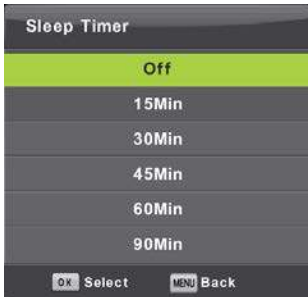 Sleep Timer
Off
15Min
30Min
45Min
60Min
90Min
OK Select MENU Back